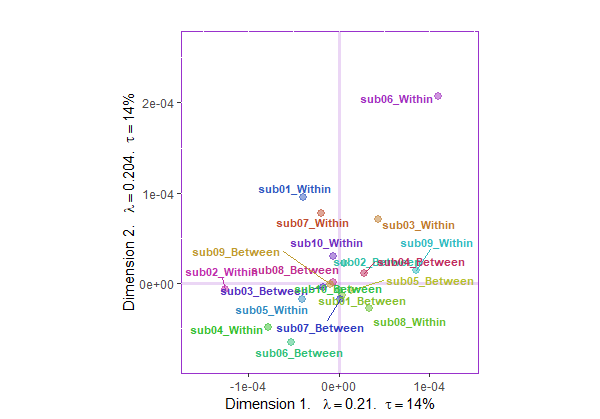 sub06_Within
2e-04
sub01_Within
1e-04
sub07_Within
sub03_Within
sub10_Within
sub09_Within
sub09_Between
sub02_Between
sub04_Between
sub08_Between
sub02_Within
0e+00
sub05_Between
sub03_Between
sub10_Between
sub01_Between
sub05_Within
sub08_Within
sub04_Within
sub07_Between
sub06_Between
-1e-04
0e+00
1e-04
Dimension 1. λ=0.21. τ=14%
Dimension 2. λ=0.204. τ=14%